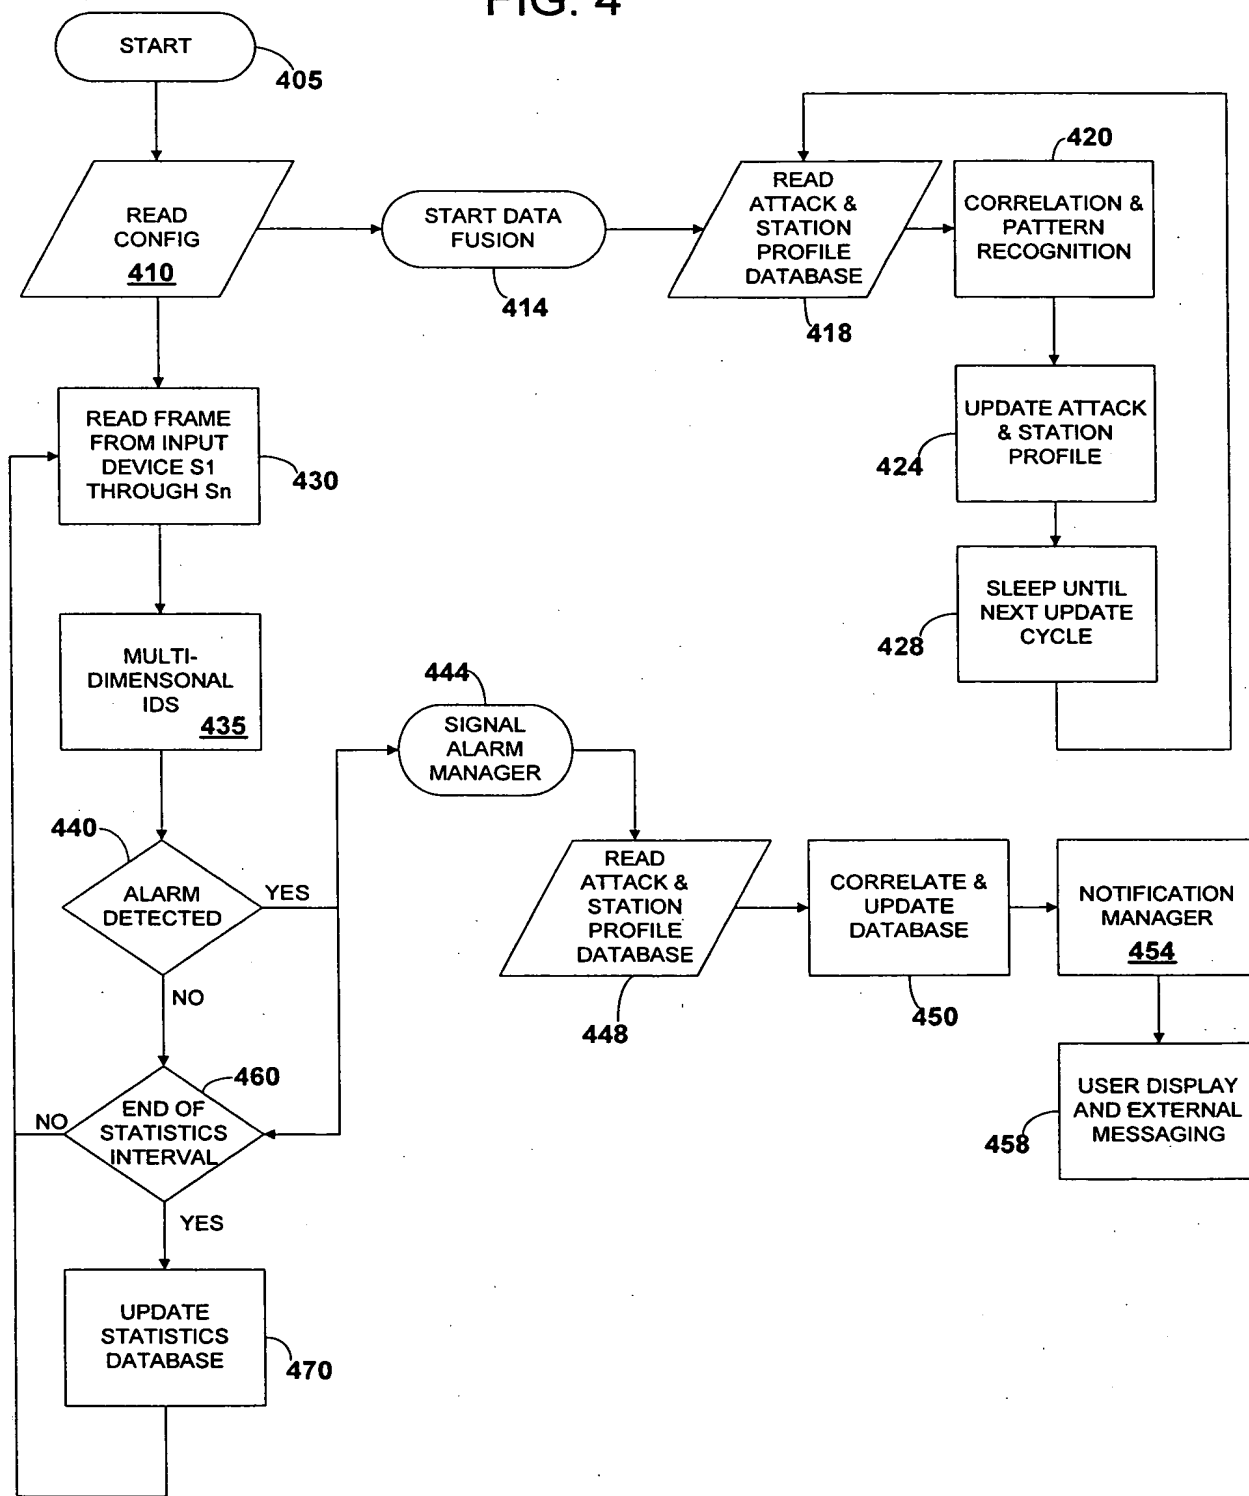 FIG. 4
START
405
READ
CONFIG
410
START DATA
FUSION
414
READ
ATTACK &
STATION
PROFILE
DATABASE
418
420
CORRELATION &
PATTERN
RECOGNITION
UPDATE ATTACK
& STATION
PROFILE
424
SLEEP UNTIL
NEXT UPDATE
CYCLE
428
READ FRAME
FROM INPUT
DEVICE S1
THROUGH Sn
430
MULTI-
DIMENSONAL
IDS
435
440
ALARM
DETECTED
YES
NO
444
SIGNAL
ALARM
MANAGER
READ
ATTACK &
STATION
PROFILE
DATABASE
448
CORRELATE &
UPDATE
DATABASE
450
NOTIFICATION
MANAGER
454
USER DISPLAY
AND EXTERNAL
MESSAGING
458
460
END OF
STATISTICS
INTERVAL
NO
YES
UPDATE
STATISTICS
DATABASE
470